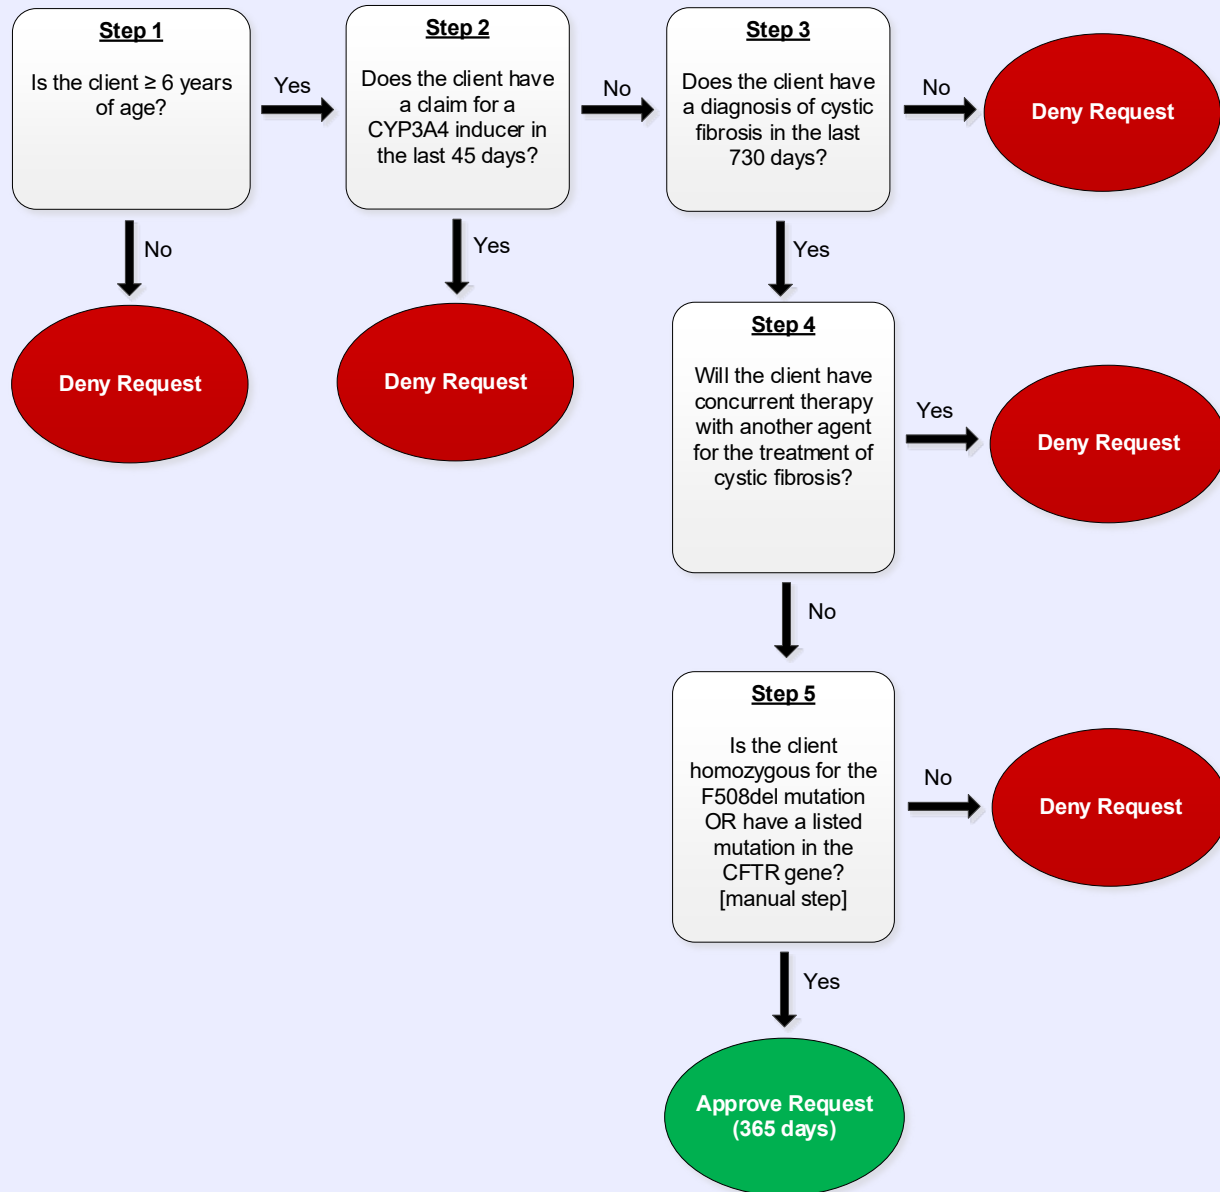 Step 1
Is the client ≥ 6 years
of age?
Yes
No
Deny Request
Step 2
Does the client have
a claim for a
CYP3A4 inducer in
the last 45 days?
No
Yes
Deny Request
Step 3
Does the client have
a diagnosis of cystic
fibrosis in the last
730 days?
No
Deny Request
Yes
Step 4
Will the client have
concurrent therapy
with another agent
for the treatment of
cystic fibrosis?
Yes
Deny Request
No
Step 5
Is the client
homozygous for the
F508del mutation
OR have a listed
mutation in the
CFTR gene?
[manual step]
No
Deny Request
Yes
Approve Request
(365 days)